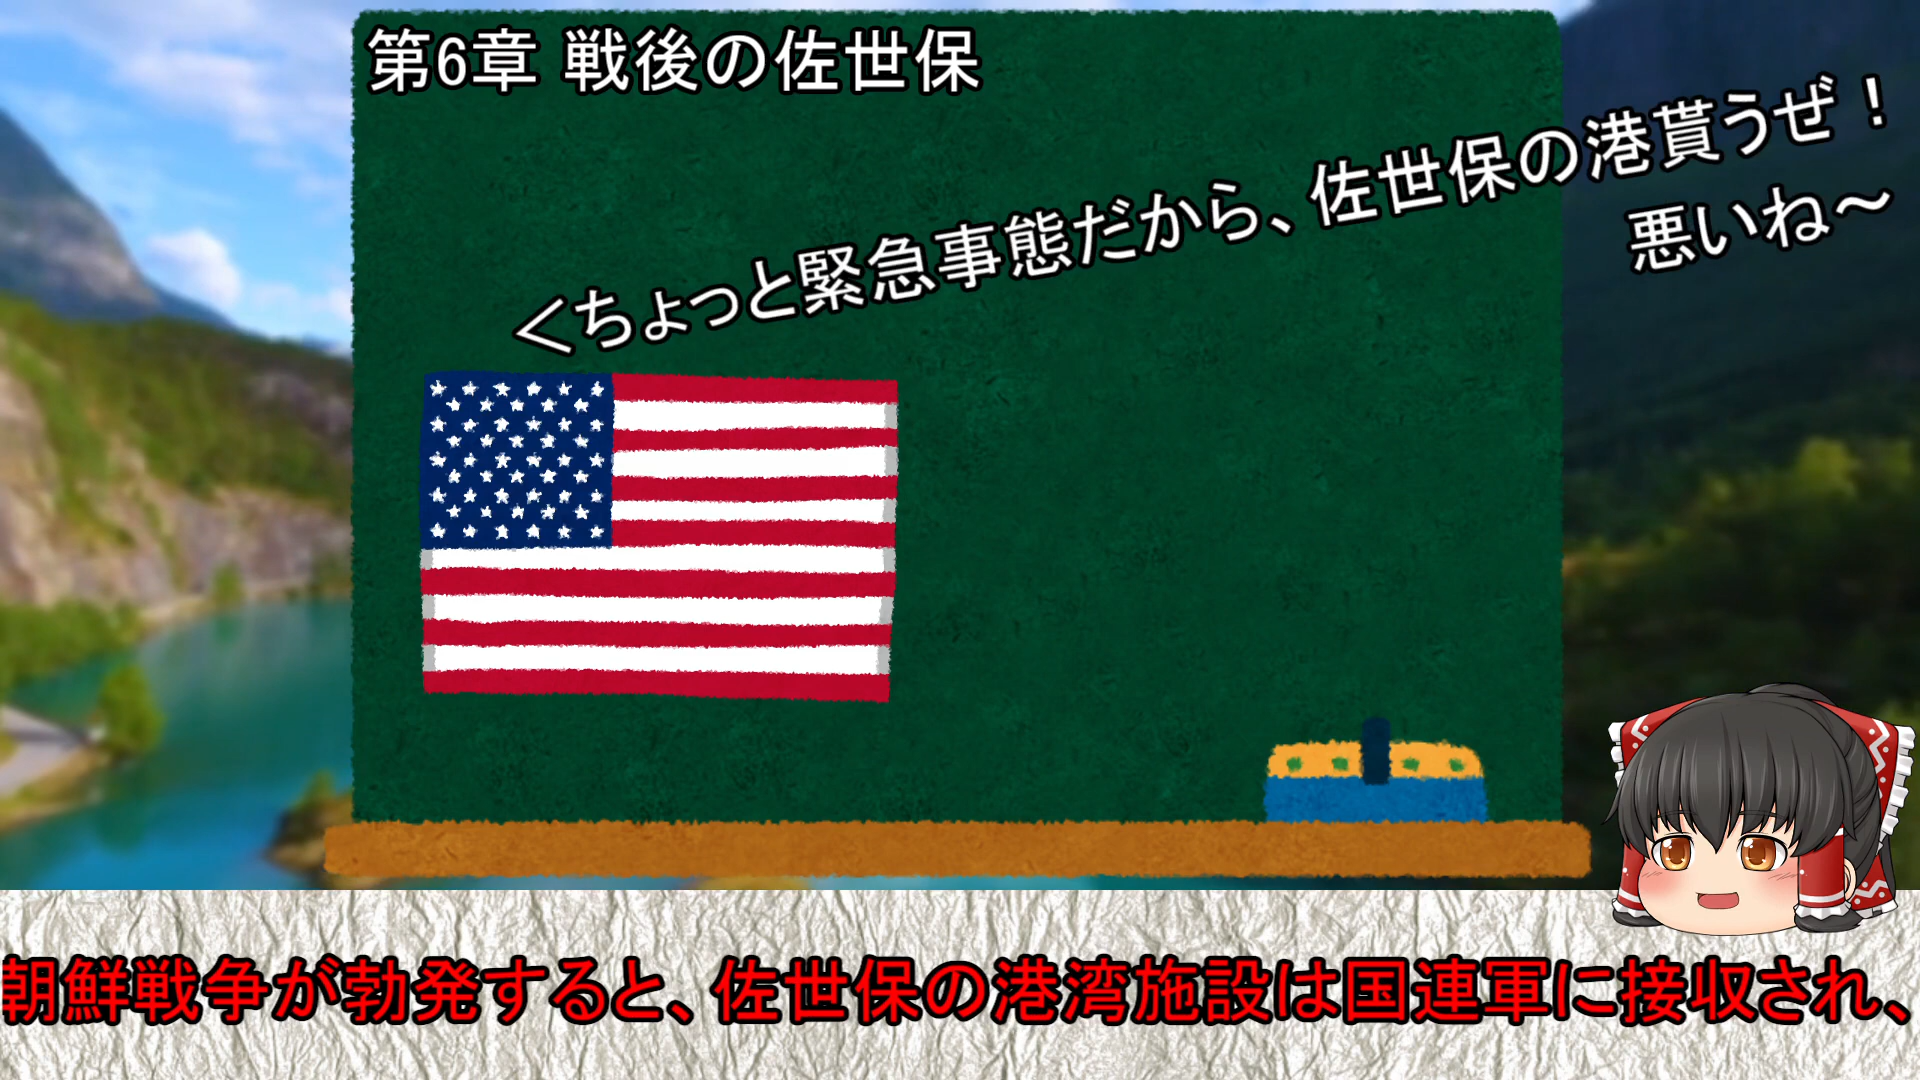 第6章 戦後の佐世保
<ちょっと緊急事態だから、佐世保の港貰うぜ！
悪いね～
朝鮮戦争が勃発すると、佐世保の港湾施設は国連軍に接収され、